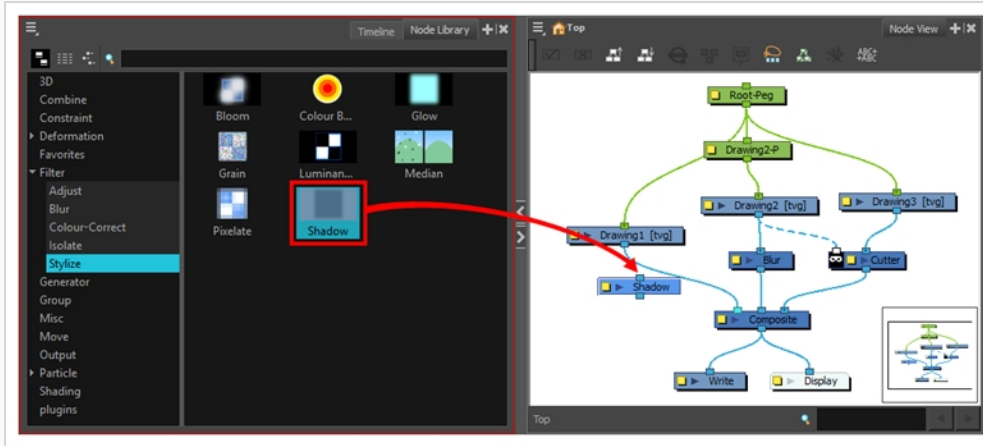 Timeline Node Library
3D
Combine
Constraint
Deformation
Favorites
Filter
Adjust
Blur
Colour-Correct
Isolate
Stylize
Generator
Group
Misc
Move
Output
Particle
Shading
plugins
Bloom Colour B... Glow
Grain Luminan... Median
Pixelate Shadow
Top Node View
Root-Peg
Drawing2-P
Drawing2 [tvg] Drawing3 [tvg]
Drawing1 [tvg]
Blur Cutter
Shadow
Composite
Write Display
Top